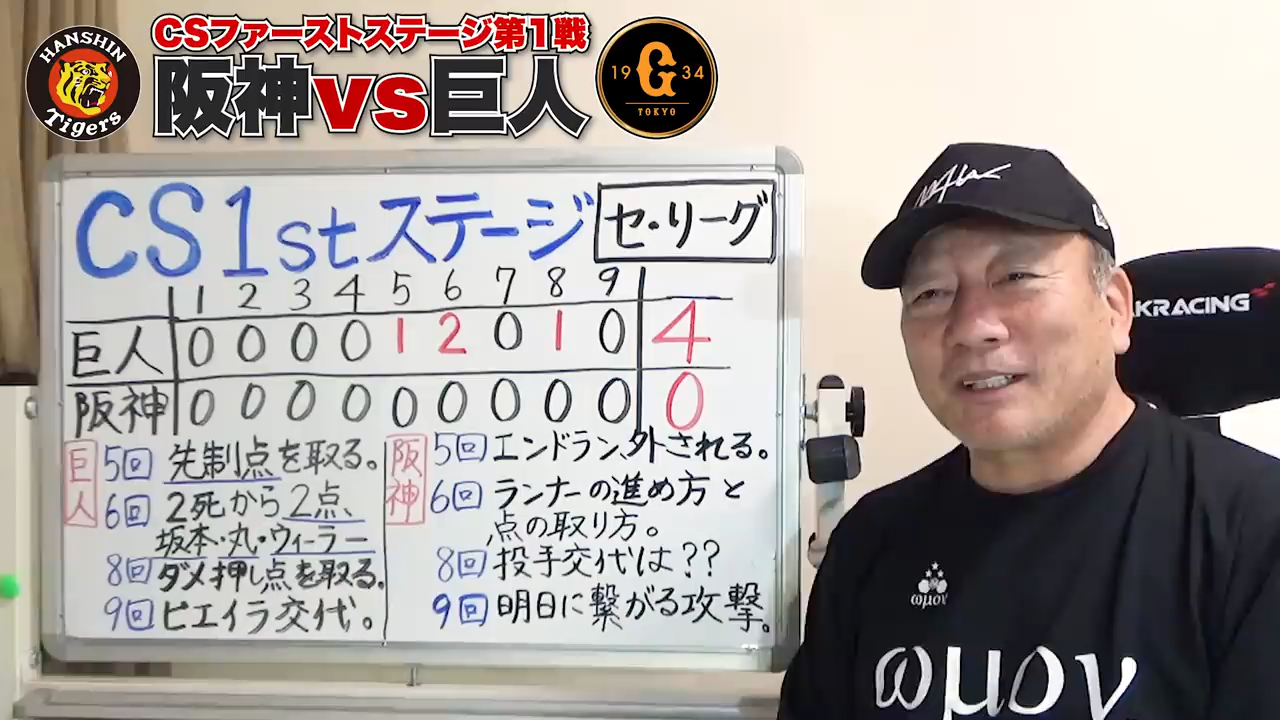 CSファーストステージ第1戦
阪神vs巨人
HANSHIN
Tigers
19 G 34
TOKYO
CS1stステージ セ・リーグ
1 2 3 4 5 6 7 8 9
巨人 0 0 0 0 1 2 0 1 0 4
阪神 0 0 0 0 0 0 0 0 0 0
巨人
5回 先制点を取る。
6回 2死から2点、
坂本・丸・ウィーラー
8回 ダメ押し点を取る。
9回 ビエイラ交代。
阪神
5回 エンドラン、外される。
6回 ランナーの進め方と
点の取り方。
8回 投手交代は??
9回 明日に繋がる攻撃。
AKRACING
ωμον
ωμον